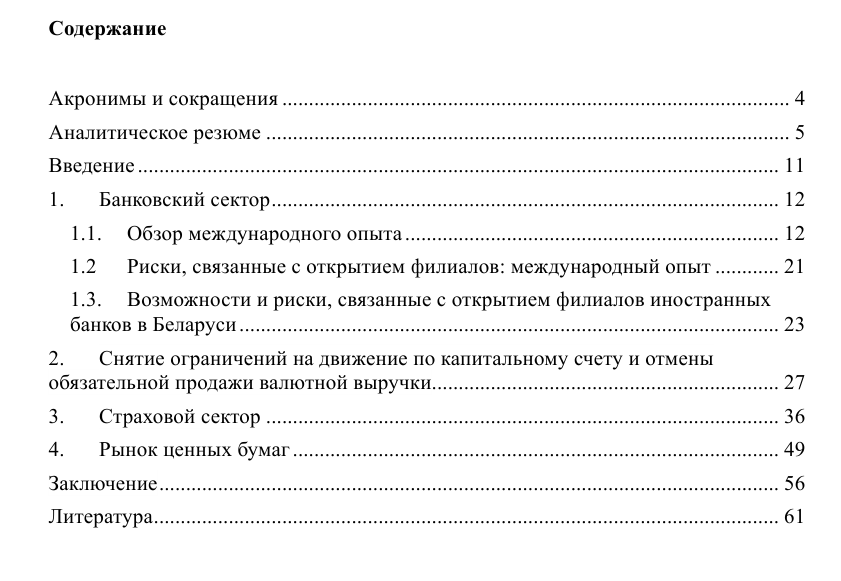 Содержание
Акронимы и сокращения ... 4
Аналитическое резюме ... 5
Введение ... 11
1. Банковский сектор ... 12
1.1. Обзор международного опыта ... 12
1.2 Риски, связанные с открытием филиалов: международный опыт ... 21
1.3. Возможности и риски, связанные с открытием филиалов иностранных
банков в Беларуси ... 23
2. Снятие ограничений на движение по капитальному счету и отмены
обязательной продажи валютной выручки ... 27
3. Страховой сектор ... 36
4. Рынок ценных бумаг ... 49
Заключение ... 56
Литература ... 61